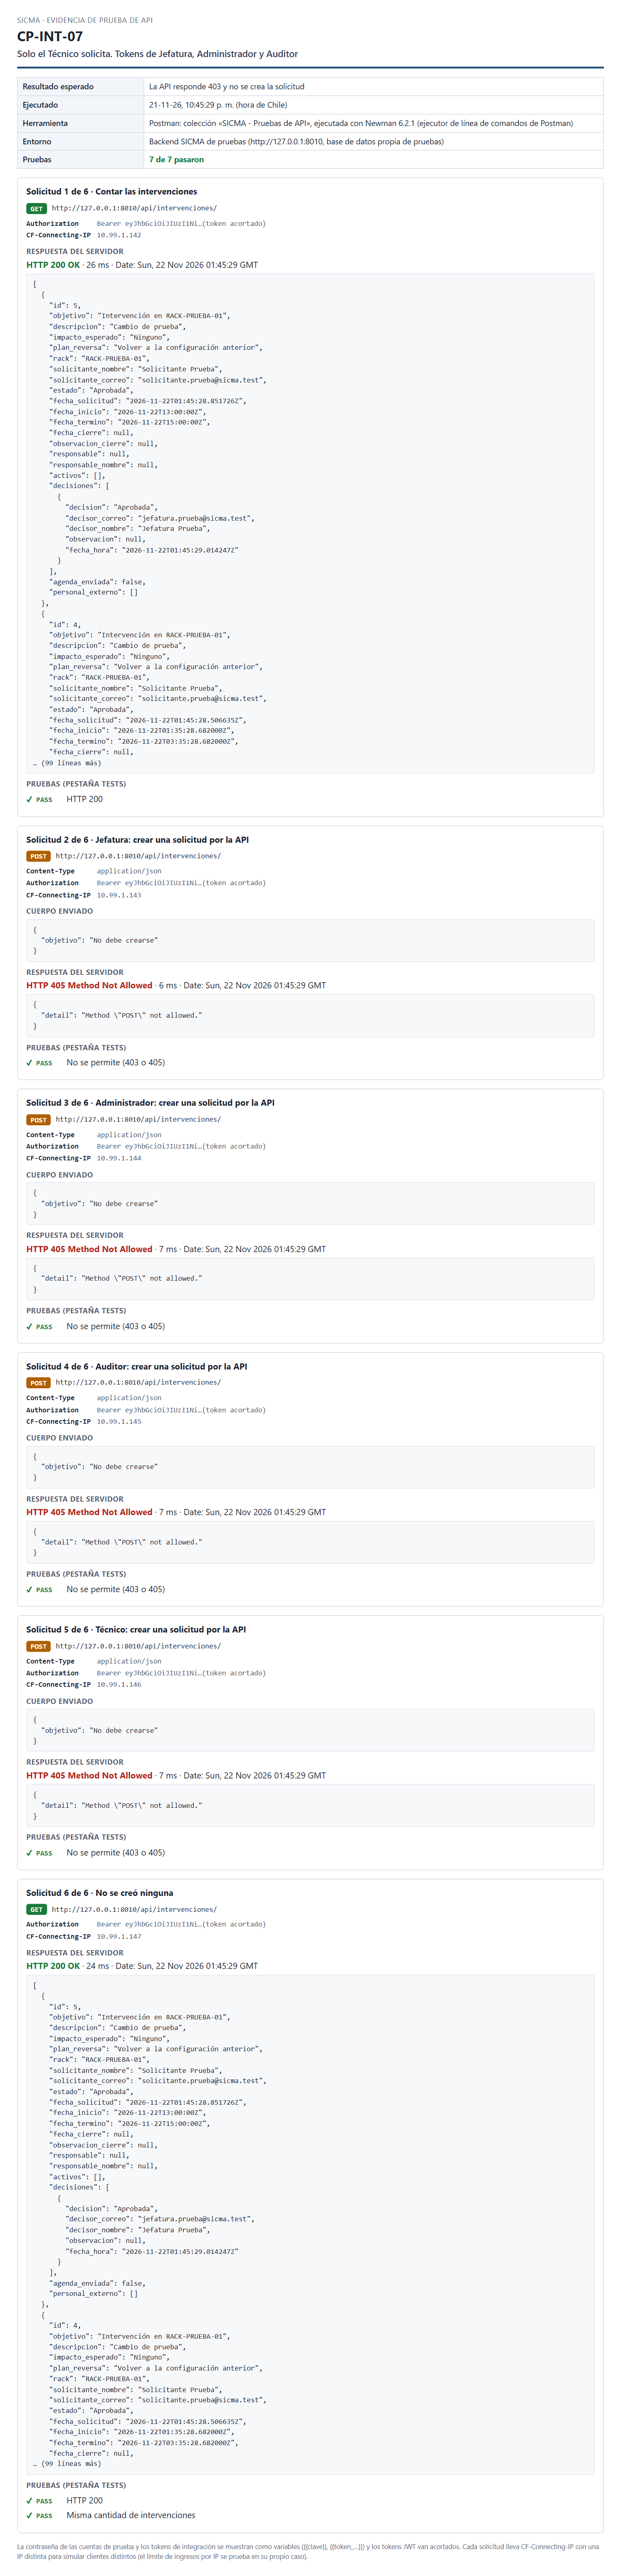 SICMA · EVIDENCIA DE PRUEBA DE API
CP-INT-07
Solo el Técnico solicita. Tokens de Jefatura, Administrador y Auditor
Resultado esperado La API responde 403 y no se crea la solicitud
Ejecutado 21-11-26, 10:45:29 p. m. (hora de Chile)
Herramienta Postman: colección «SICMA - Pruebas de API», ejecutada con Newman 6.2.1 (ejecutor de línea de comandos de Postman)
Entorno Backend SICMA de pruebas (http://127.0.0.1:8010, base de datos propia de pruebas)
Pruebas 7 de 7 pasaron
Solicitud 1 de 6 · Contar las intervenciones
GET http://127.0.0.1:8010/api/intervenciones/
Authorization Bearer eyJhbGciOiJIUzI1Ni…(token acortado)
CF-Connecting-IP 10.99.1.142
RESPUESTA DEL SERVIDOR
HTTP 200 OK · 26 ms · Date: Sun, 22 Nov 2026 01:45:29 GMT
[
{
"id": 5,
"objetivo": "Intervención en RACK-PRUEBA-01",
"descripcion": "Cambio de prueba",
"impacto_esperado": "Ninguno",
"plan_reversa": "Volver a la configuración anterior",
"rack": "RACK-PRUEBA-01",
"solicitante_nombre": "Solicitante Prueba",
"solicitante_correo": "solicitante.prueba@sicma.test",
"estado": "Aprobada",
"fecha_solicitud": "2026-11-22T01:45:28.851726Z",
"fecha_inicio": "2026-11-22T13:00:00Z",
"fecha_termino": "2026-11-22T15:00:00Z",
"fecha_cierre": null,
"observacion_cierre": null,
"responsable": null,
"responsable_nombre": null,
"activos": [],
"decisiones": [
{
"decision": "Aprobada",
"decisor_correo": "jefatura.prueba@sicma.test",
"decisor_nombre": "Jefatura Prueba",
"observacion": null,
"fecha_hora": "2026-11-22T01:45:29.014247Z"
}
],
"agenda_enviada": false,
"personal_externo": []
},
{
"id": 4,
"objetivo": "Intervención en RACK-PRUEBA-01",
"descripcion": "Cambio de prueba",
"impacto_esperado": "Ninguno",
"plan_reversa": "Volver a la configuración anterior",
"rack": "RACK-PRUEBA-01",
"solicitante_nombre": "Solicitante Prueba",
"solicitante_correo": "solicitante.prueba@sicma.test",
"estado": "Aprobada",
"fecha_solicitud": "2026-11-22T01:45:28.506635Z",
"fecha_inicio": "2026-11-22T01:35:28.682000Z",
"fecha_termino": "2026-11-22T03:35:28.682000Z",
"fecha_cierre": null,
… (99 líneas más)
PRUEBAS (PESTAÑA TESTS)
✓ PASS HTTP 200
Solicitud 2 de 6 · Jefatura: crear una solicitud por la API
POST http://127.0.0.1:8010/api/intervenciones/
Content-Type application/json
Authorization Bearer eyJhbGciOiJIUzI1Ni…(token acortado)
CF-Connecting-IP 10.99.1.143
CUERPO ENVIADO
{
"objetivo": "No debe crearse"
}
RESPUESTA DEL SERVIDOR
HTTP 405 Method Not Allowed · 6 ms · Date: Sun, 22 Nov 2026 01:45:29 GMT
{
"detail": "Method \"POST\" not allowed."
}
PRUEBAS (PESTAÑA TESTS)
✓ PASS No se permite (403 o 405)
Solicitud 3 de 6 · Administrador: crear una solicitud por la API
POST http://127.0.0.1:8010/api/intervenciones/
Content-Type application/json
Authorization Bearer eyJhbGciOiJIUzI1Ni…(token acortado)
CF-Connecting-IP 10.99.1.144
CUERPO ENVIADO
{
"objetivo": "No debe crearse"
}
RESPUESTA DEL SERVIDOR
HTTP 405 Method Not Allowed · 7 ms · Date: Sun, 22 Nov 2026 01:45:29 GMT
{
"detail": "Method \"POST\" not allowed."
}
PRUEBAS (PESTAÑA TESTS)
✓ PASS No se permite (403 o 405)
Solicitud 4 de 6 · Auditor: crear una solicitud por la API
POST http://127.0.0.1:8010/api/intervenciones/
Content-Type application/json
Authorization Bearer eyJhbGciOiJIUzI1Ni…(token acortado)
CF-Connecting-IP 10.99.1.145
CUERPO ENVIADO
{
"objetivo": "No debe crearse"
}
RESPUESTA DEL SERVIDOR
HTTP 405 Method Not Allowed · 7 ms · Date: Sun, 22 Nov 2026 01:45:29 GMT
{
"detail": "Method \"POST\" not allowed."
}
PRUEBAS (PESTAÑA TESTS)
✓ PASS No se permite (403 o 405)
Solicitud 5 de 6 · Técnico: crear una solicitud por la API
POST http://127.0.0.1:8010/api/intervenciones/
Content-Type application/json
Authorization Bearer eyJhbGciOiJIUzI1Ni…(token acortado)
CF-Connecting-IP 10.99.1.146
CUERPO ENVIADO
{
"objetivo": "No debe crearse"
}
RESPUESTA DEL SERVIDOR
HTTP 405 Method Not Allowed · 7 ms · Date: Sun, 22 Nov 2026 01:45:29 GMT
{
"detail": "Method \"POST\" not allowed."
}
PRUEBAS (PESTAÑA TESTS)
✓ PASS No se permite (403 o 405)
Solicitud 6 de 6 · No se creó ninguna
GET http://127.0.0.1:8010/api/intervenciones/
Authorization Bearer eyJhbGciOiJIUzI1Ni…(token acortado)
CF-Connecting-IP 10.99.1.147
RESPUESTA DEL SERVIDOR
HTTP 200 OK · 24 ms · Date: Sun, 22 Nov 2026 01:45:29 GMT
[
{
"id": 5,
"objetivo": "Intervención en RACK-PRUEBA-01",
"descripcion": "Cambio de prueba",
"impacto_esperado": "Ninguno",
"plan_reversa": "Volver a la configuración anterior",
"rack": "RACK-PRUEBA-01",
"solicitante_nombre": "Solicitante Prueba",
"solicitante_correo": "solicitante.prueba@sicma.test",
"estado": "Aprobada",
"fecha_solicitud": "2026-11-22T01:45:28.851726Z",
"fecha_inicio": "2026-11-22T13:00:00Z",
"fecha_termino": "2026-11-22T15:00:00Z",
"fecha_cierre": null,
"observacion_cierre": null,
"responsable": null,
"responsable_nombre": null,
"activos": [],
"decisiones": [
{
"decision": "Aprobada",
"decisor_correo": "jefatura.prueba@sicma.test",
"decisor_nombre": "Jefatura Prueba",
"observacion": null,
"fecha_hora": "2026-11-22T01:45:29.014247Z"
}
],
"agenda_enviada": false,
"personal_externo": []
},
{
"id": 4,
"objetivo": "Intervención en RACK-PRUEBA-01",
"descripcion": "Cambio de prueba",
"impacto_esperado": "Ninguno",
"plan_reversa": "Volver a la configuración anterior",
"rack": "RACK-PRUEBA-01",
"solicitante_nombre": "Solicitante Prueba",
"solicitante_correo": "solicitante.prueba@sicma.test",
"estado": "Aprobada",
"fecha_solicitud": "2026-11-22T01:45:28.506635Z",
"fecha_inicio": "2026-11-22T01:35:28.682000Z",
"fecha_termino": "2026-11-22T03:35:28.682000Z",
"fecha_cierre": null,
… (99 líneas más)
PRUEBAS (PESTAÑA TESTS)
✓ PASS HTTP 200
✓ PASS Misma cantidad de intervenciones
La contraseña de las cuentas de prueba y los tokens de integración se muestran como variables ({{clave}}, {{token_…}}) y los tokens JWT van acortados. Cada solicitud lleva CF-Connecting-IP con una
IP distinta para simular clientes distintos (el límite de ingresos por IP se prueba en su propio caso).